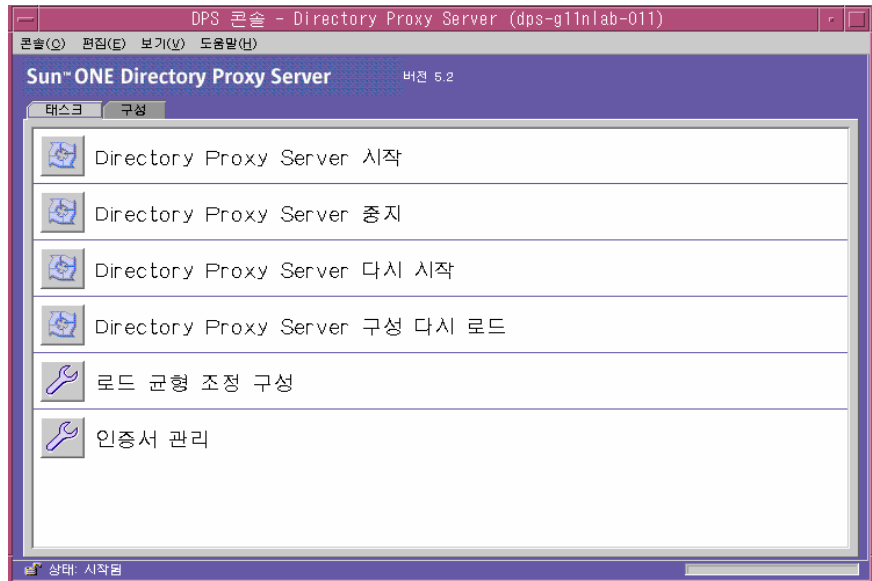 DPS 콘솔 - Directory Proxy Server (dps-g11nlab-011)
콘솔(O) 편집(E) 보기(V) 도움말(H)
Sun™ ONE Directory Proxy Server 버전 5.2
태스크 구성
Directory Proxy Server 시작
Directory Proxy Server 중지
Directory Proxy Server 다시 시작
Directory Proxy Server 구성 다시 로드
로드 균형 조정 구성
인증서 관리
상태: 시작됨